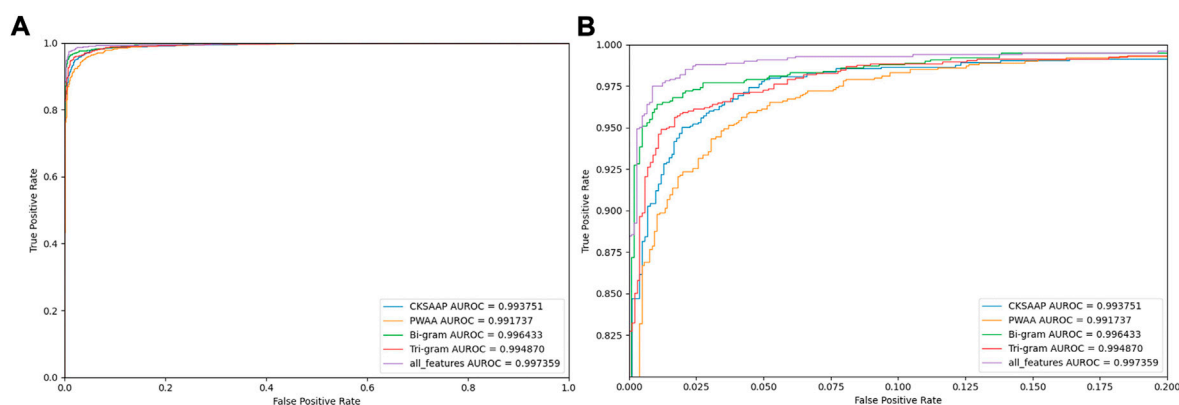 A
1.0
0.8
0.6
0.4
0.2
0.0
True Positive Rate
0.0 0.2 0.4 0.6 0.8 1.0
False Positive Rate
CKSAAP AUROC = 0.993751
PWAA AUROC = 0.991737
Bi-gram AUROC = 0.996433
Tri-gram AUROC = 0.994870
all_features AUROC = 0.997359
B
1.000
0.975
0.950
0.925
0.900
0.875
0.850
0.825
True Positive Rate
0.000 0.025 0.050 0.075 0.100 0.125 0.150 0.175 0.200
False Positive Rate
CKSAAP AUROC = 0.993751
PWAA AUROC = 0.991737
Bi-gram AUROC = 0.996433
Tri-gram AUROC = 0.994870
all_features AUROC = 0.997359